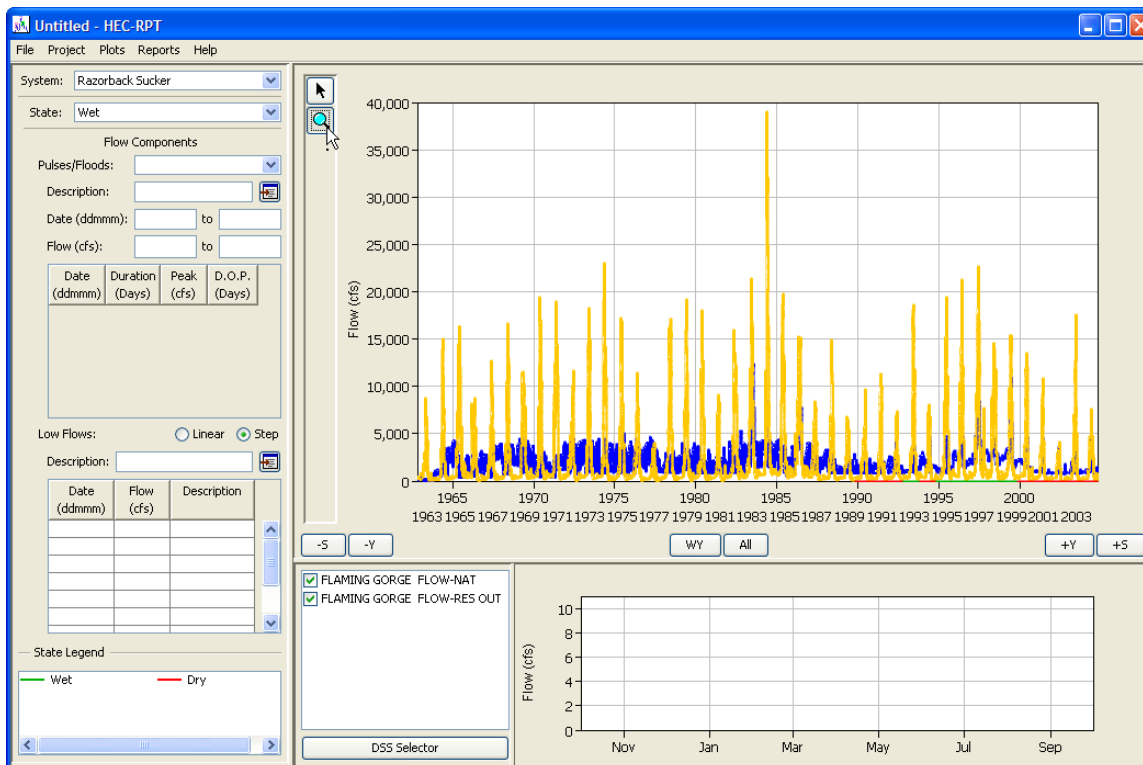 Untitled - HEC-RPT
File Project Plots Reports Help
System: Razorback Sucker
State: Wet
Flow Components
Pulses/Floods:
Description:
Date (ddmmm): to
Flow (cfs): to
Date (ddmmm) Duration (Days) Peak (cfs) D.O.P. (Days)
Low Flows: Linear Step
Description:
Date (ddmmm) Flow (cfs) Description
State Legend
Wet Dry
40,000
35,000
30,000
25,000
20,000
15,000
10,000
5,000
0
Flow (cfs)
1965 1970 1975 1980 1985 1990 1995 2000
1963 1965 1967 1969 1971 1973 1975 1977 1979 1981 1983 1985 1987 1989 1991 1993 1995 1997 1999 2001 2003
-S -Y WY All +Y +S
FLAMING GORGE FLOW-NAT
FLAMING GORGE FLOW-RES OUT
DSS Selector
10
8
6
4
2
0
Flow (cfs)
Nov Jan Mar May Jul Sep